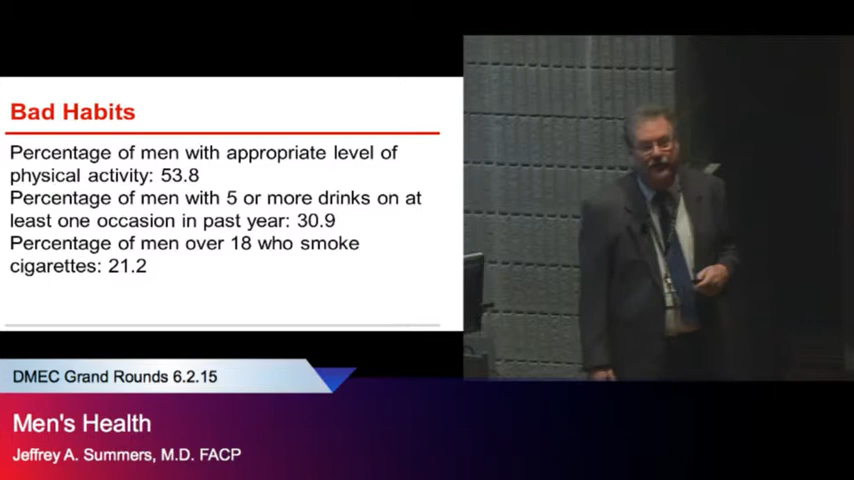 Bad Habits
Percentage of men with appropriate level of
physical activity: 53.8
Percentage of men with 5 or more drinks on at
least one occasion in past year: 30.9
Percentage of men over 18 who smoke
cigarettes: 21.2
DMEC Grand Rounds 6.2.15
Men's Health
Jeffrey A. Summers, M.D. FACP